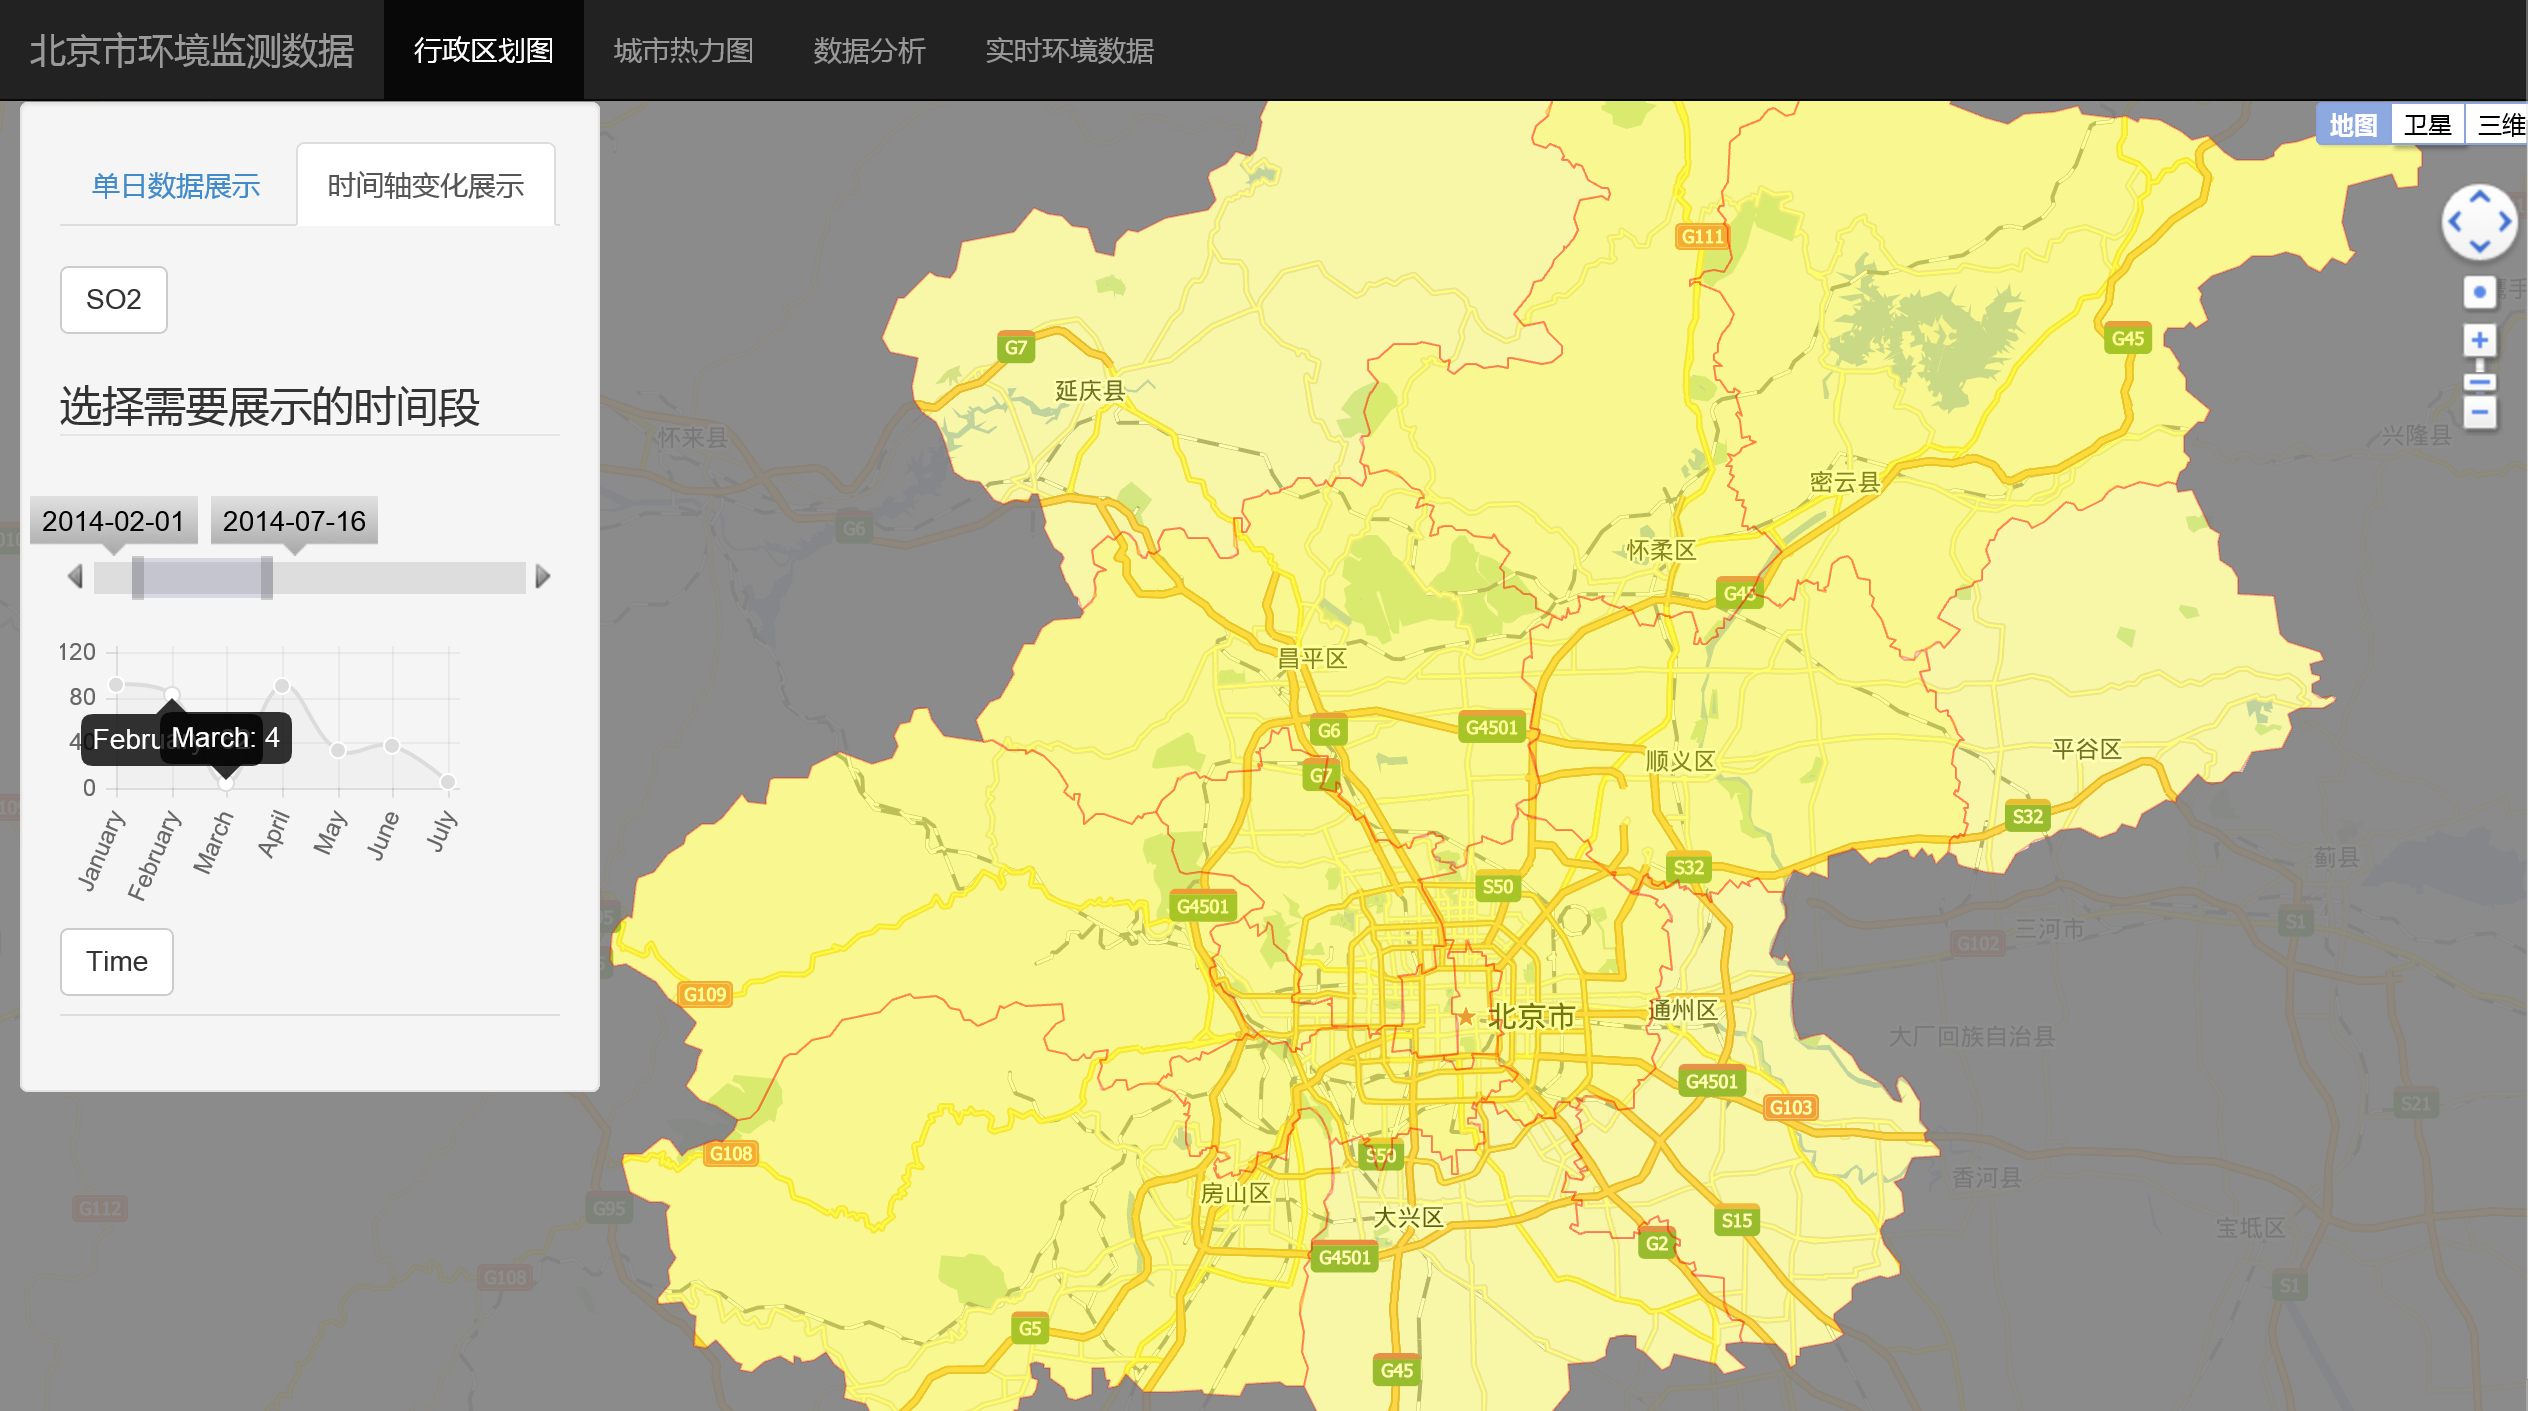 北京市环境监测数据
行政区划图
城市热力图
数据分析
实时环境数据
单日数据展示
时间轴变化展示
SO2
选择需要展示的时间段
2014-02-01
2014-07-16
120
80
0
March: 4
January
February
March
April
May
June
July
Time
地图
卫星
三维
G111
G7
G45
延庆县
怀来县
兴隆县
密云县
G6
怀柔区
G45
昌平区
G6
G4501
G7
顺义区
平谷区
S32
蓟县
S32
S50
G4501
S1
三河市
G102
G109
北京市
通州区
大厂回族自治县
G4501
G103
S21
G108
S50
香河县
房山区
G112
G95
大兴区
S15
宝坻区
G2
G4501
G108
S1
G5
G45